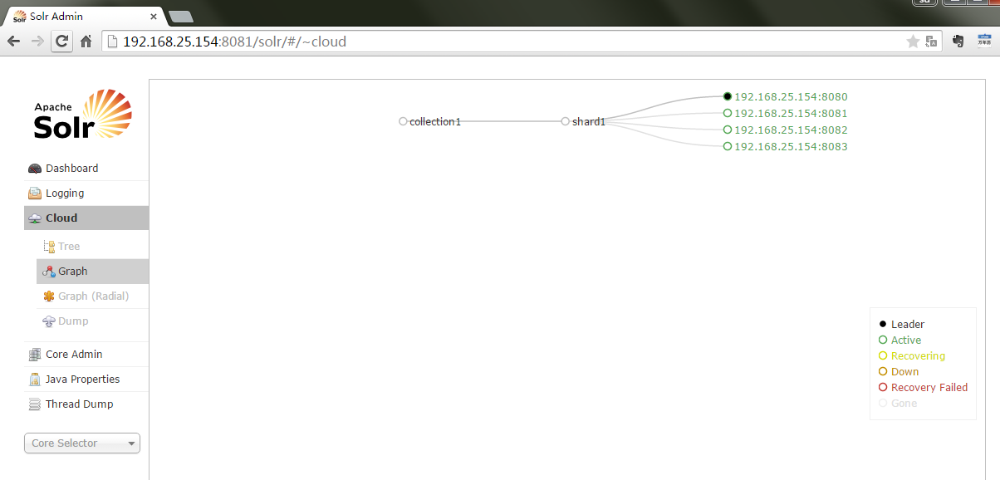 Solr Admin
192.168.25.154:8081/solr/#/~cloud
Apache
Solr
Dashboard
Logging
Cloud
Tree
Graph
Graph (Radial)
Dump
Core Admin
Java Properties
Thread Dump
Core Selector
collection1
shard1
192.168.25.154:8080
192.168.25.154:8081
192.168.25.154:8082
192.168.25.154:8083
Leader
Active
Recovering
Down
Recovery Failed
Gone